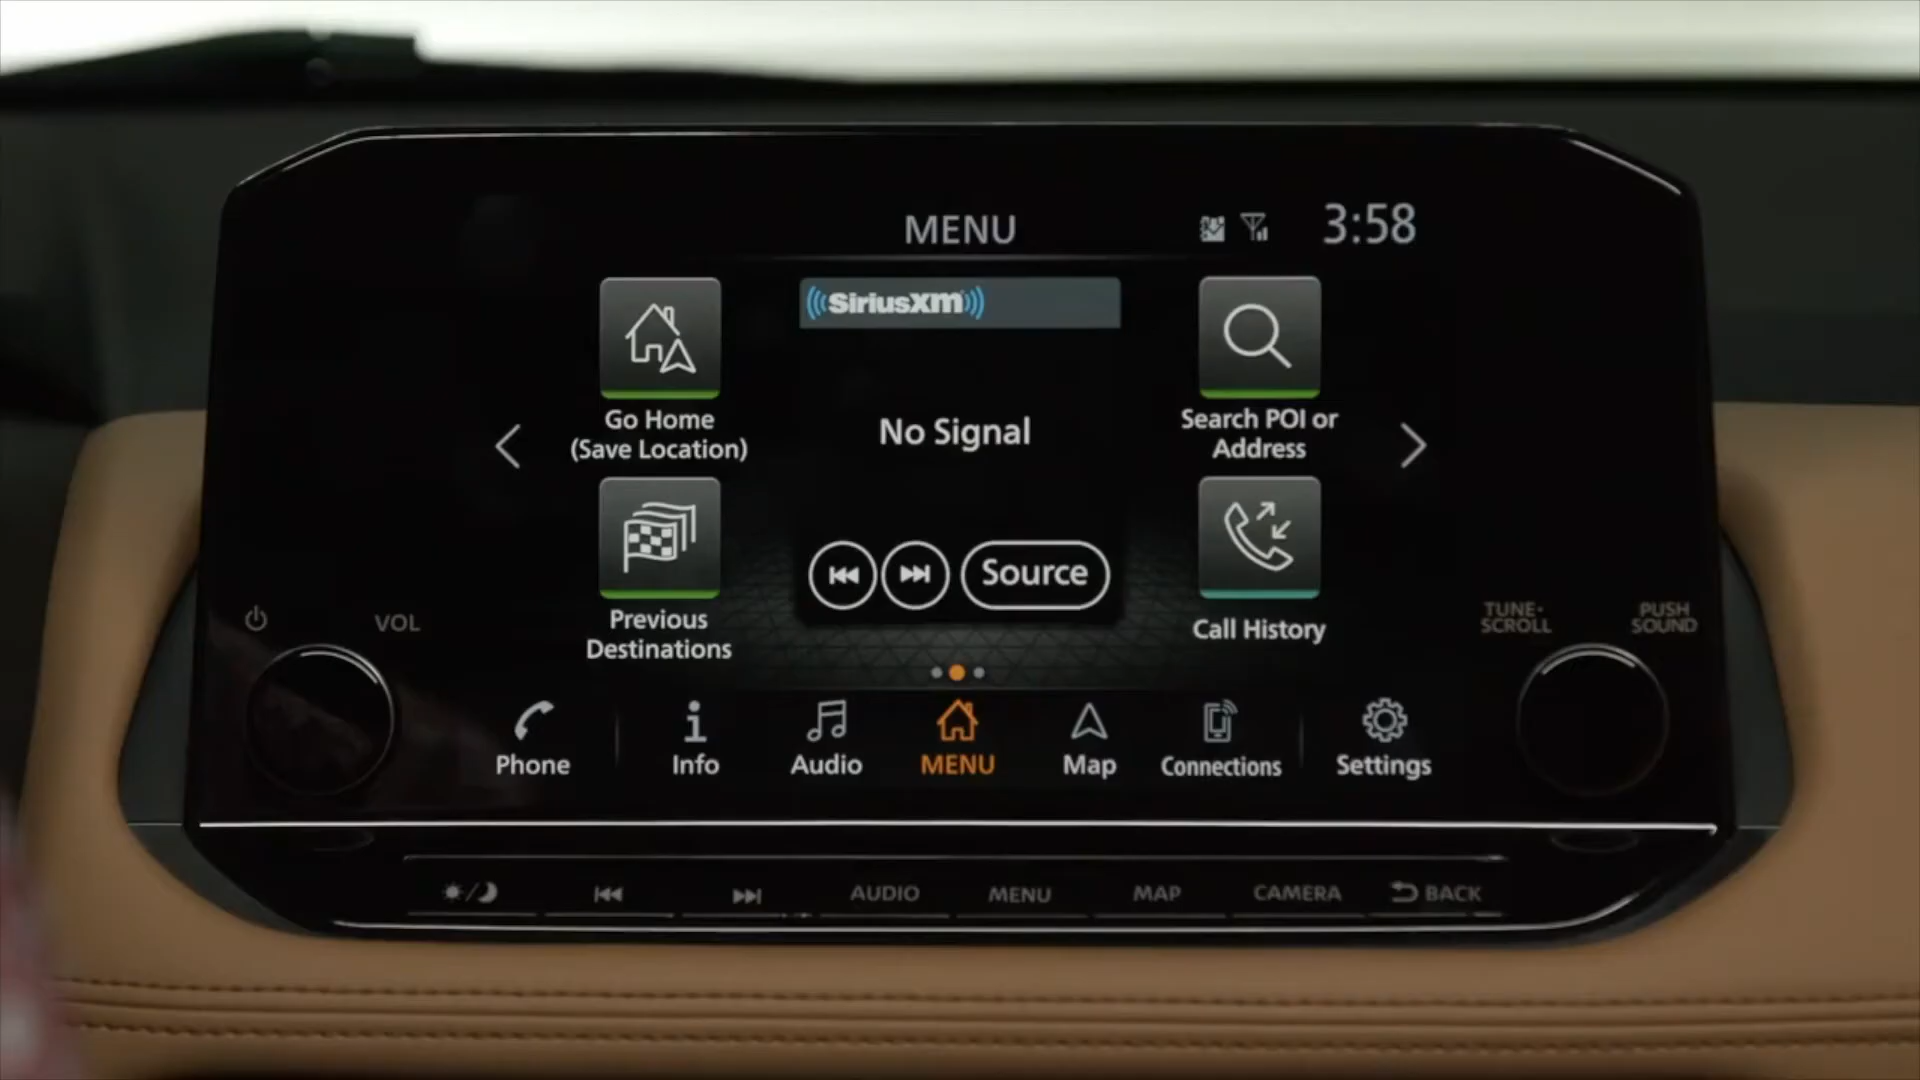 MENU
3:58
SiriusXM
Go Home
(Save Location)
No Signal
Search POI or
Address
Source
Previous
Destinations
Call History
VOL
TUNE·
SCROLL
PUSH
SOUND
Phone
Info
Audio
MENU
Map
Connections
Settings
AUDIO
MENU
MAP
CAMERA
BACK